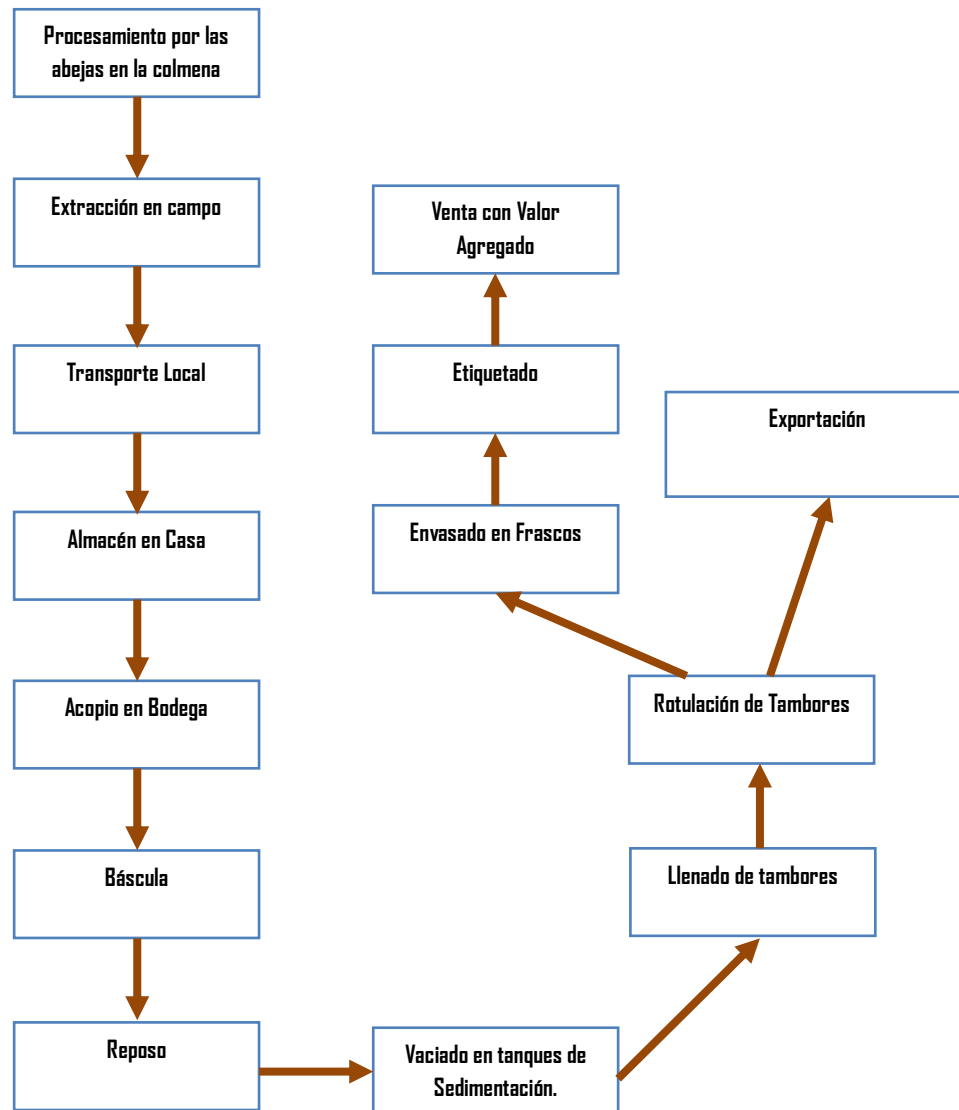 Procesamiento por las
abejas en la colmena
Extracción en campo
Transporte Local
Almacén en Casa
Acopio en Bodega
Báscula
Reposo
Vaciado en tanques de
Sedimentación.
Llenado de tambores
Rotulación de Tambores
Exportación
Envasado en Frascos
Etiquetado
Venta con Valor
Agregado